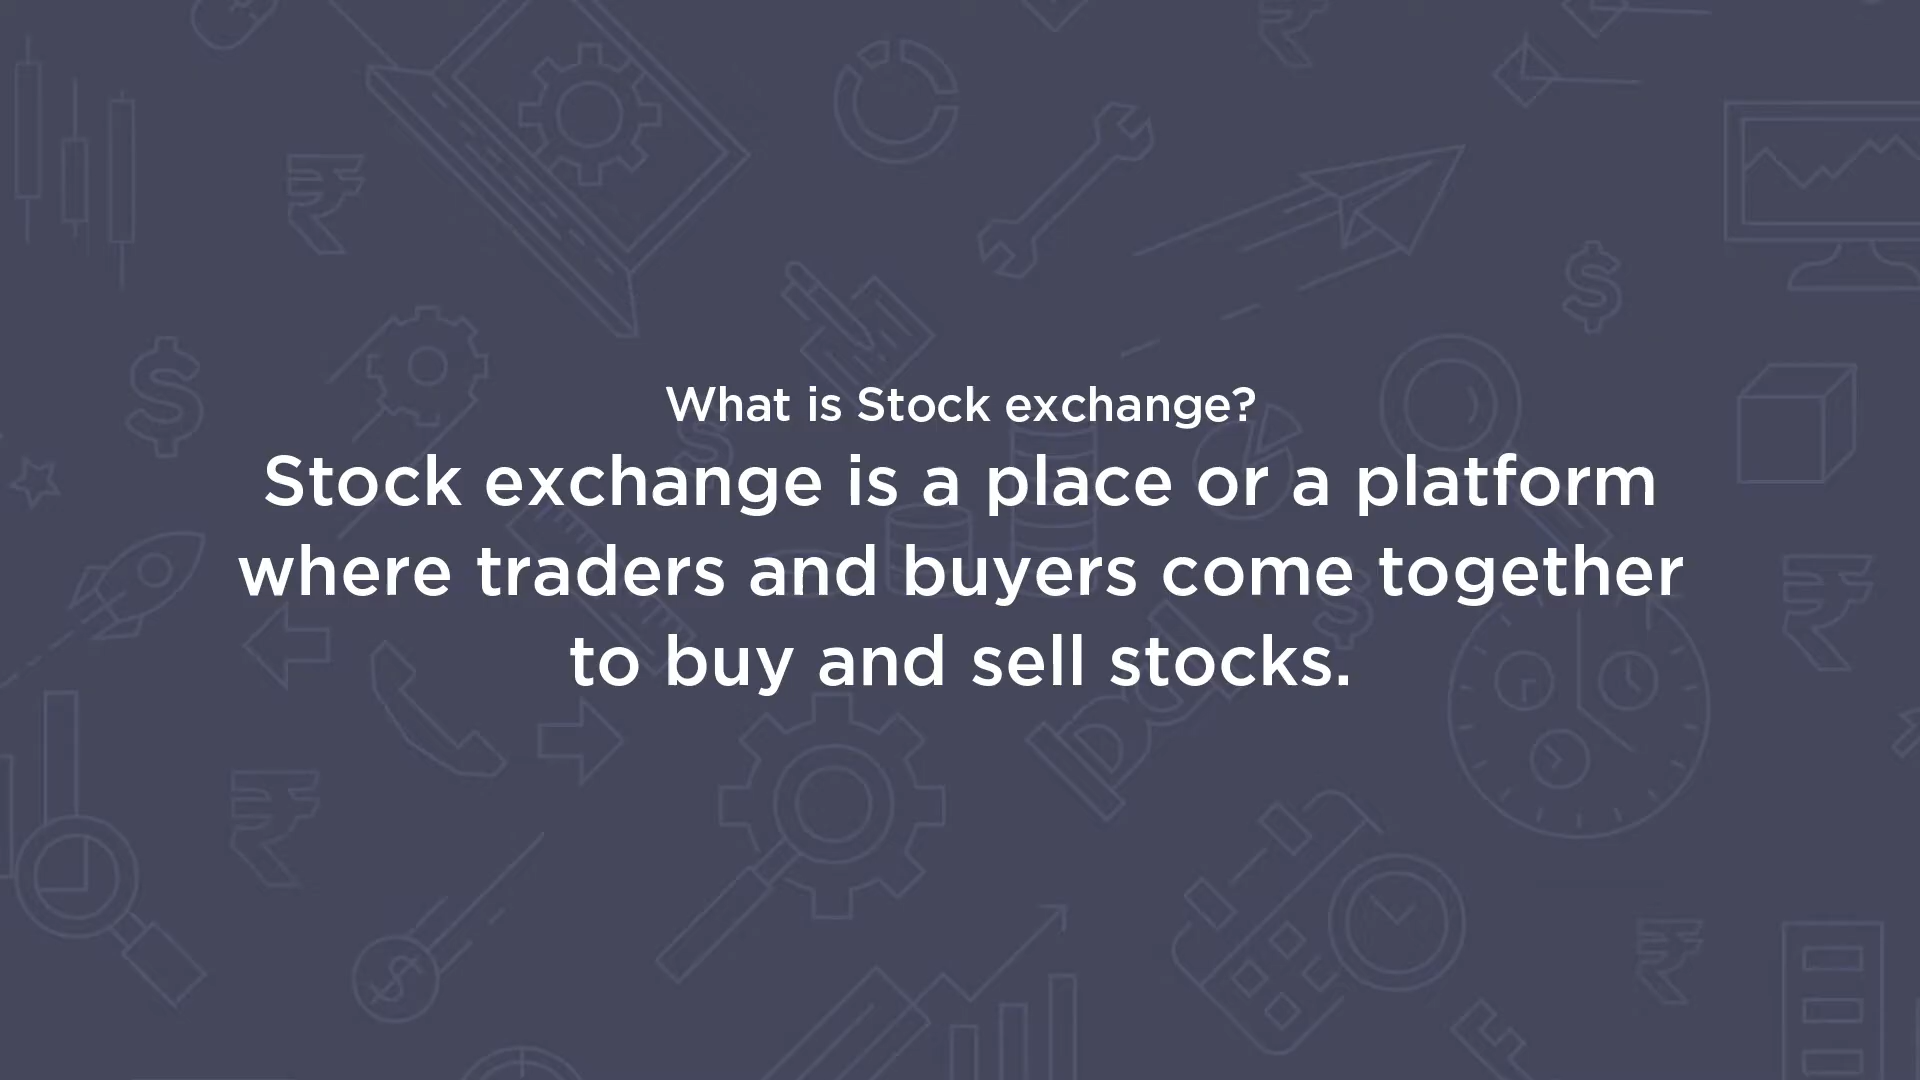 What is Stock exchange?
Stock exchange is a place or a platform
where traders and buyers come together
to buy and sell stocks.